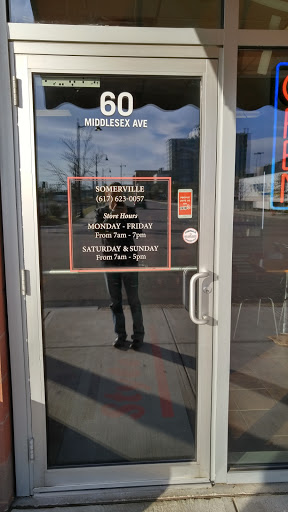 60
MIDDLESEX AVE
SOMERVILLE
(617) 623-0057
Store Hours
MONDAY - FRIDAY
From 7am - 7pm
SATURDAY & SUNDAY
From 7am - 5pm